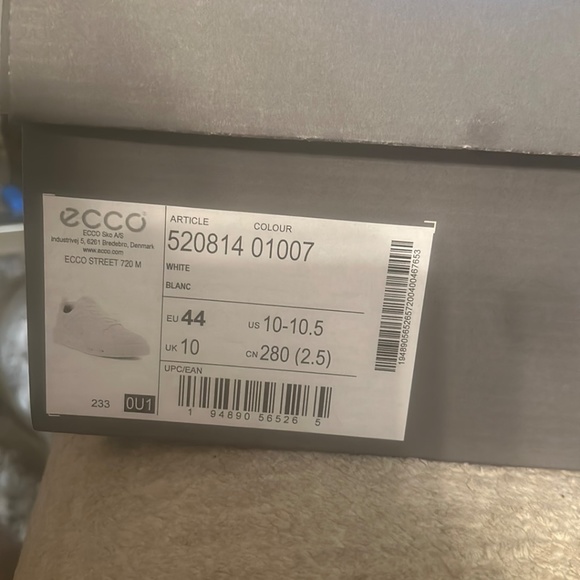 ecco
ECCO Sko A/S
Industrivej 5, 6261 Bredebro, Denmark
www.ecco.com
ECCO STREET 720 M
233 0U1
ARTICLE COLOUR
520814 01007
WHITE
BLANC
EU 44 US 10-10.5
UK 10 CN 280 (2.5)
UPC/EAN
1 94890 56526 5
1948905652657200400467653